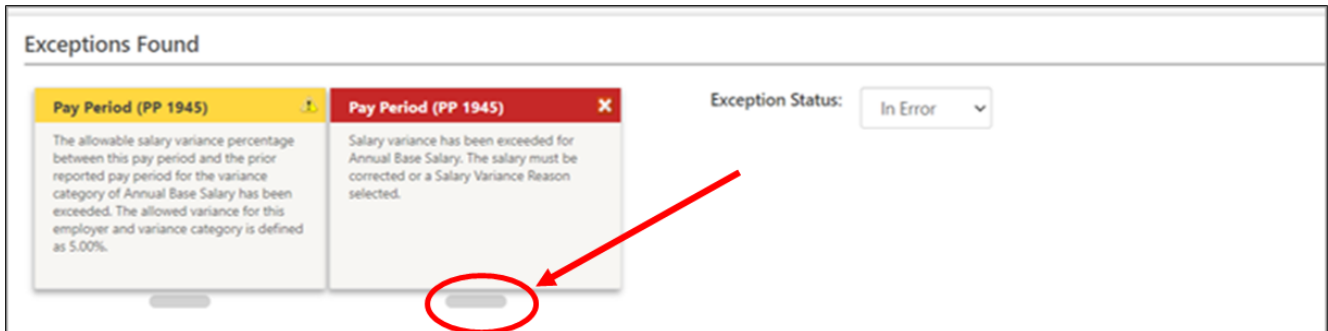 Exceptions Found
Pay Period (PP 1945)
The allowable salary variance percentage
between this pay period and the prior
reported pay period for the variance
category of Annual Base Salary has been
exceeded. The allowed variance for this
employer and variance category is defined
as 5.00%.
Pay Period (PP 1945)
Salary variance has been exceeded for
Annual Base Salary. The salary must be
corrected or a Salary Variance Reason
selected.
Exception Status:
In Error